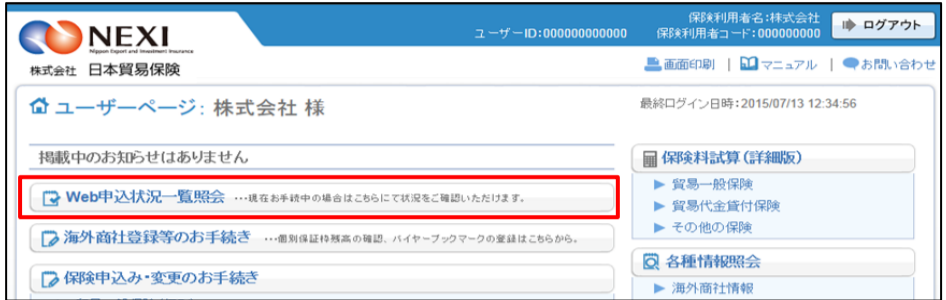 NEXI
Nippon Export and Investment Insurance
株式会社 日本貿易保険
ユーザーID:000000000000
保険利用者名:株式会社
保険利用者コード:000000000
ログアウト
画面印刷 | マニュアル | お問い合わせ
ユーザーページ: 株式会社 様
最終ログイン日時:2015/07/13 12:34:56
掲載中のお知らせはありません
Web申込状況一覧照会 …現在お手続中の場合はこちらにて状況をご確認いただけます。
海外商社登録等のお手続き …個別保証枠残高の確認、バイヤーブックマークの登録はこちらから。
保険申込み・変更のお手続き
保険料試算(詳細版)
貿易一般保険
貿易代金貸付保険
その他の保険
各種情報照会
海外商社情報